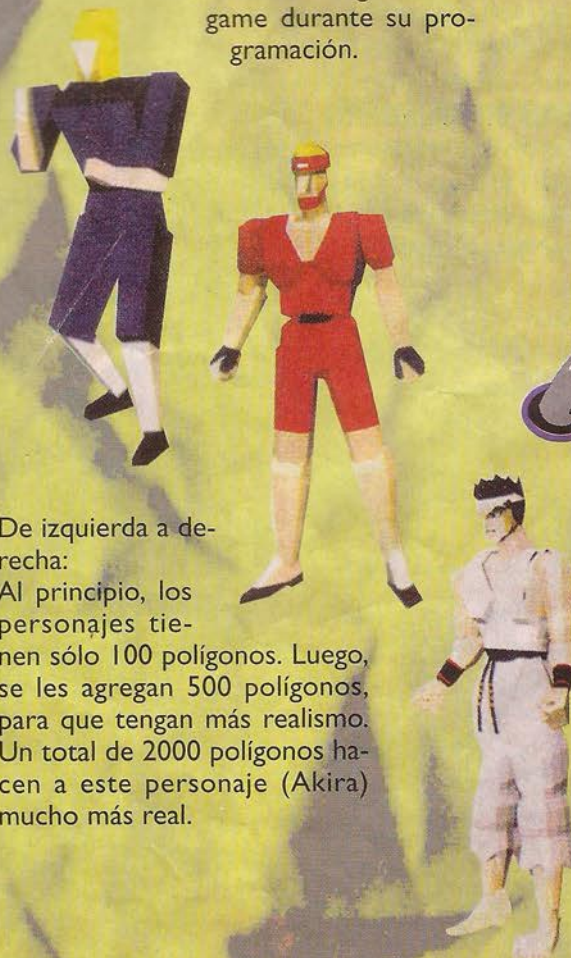 game durante su pro-
gramación.
De izquierda a de-
recha:
Al principio, los
personajes tie-
nen sólo 100 polígonos. Luego,
se les agregan 500 polígonos,
para que tengan más realismo.
Un total de 2000 polígonos ha-
cen a este personaje (Akira)
mucho más real.